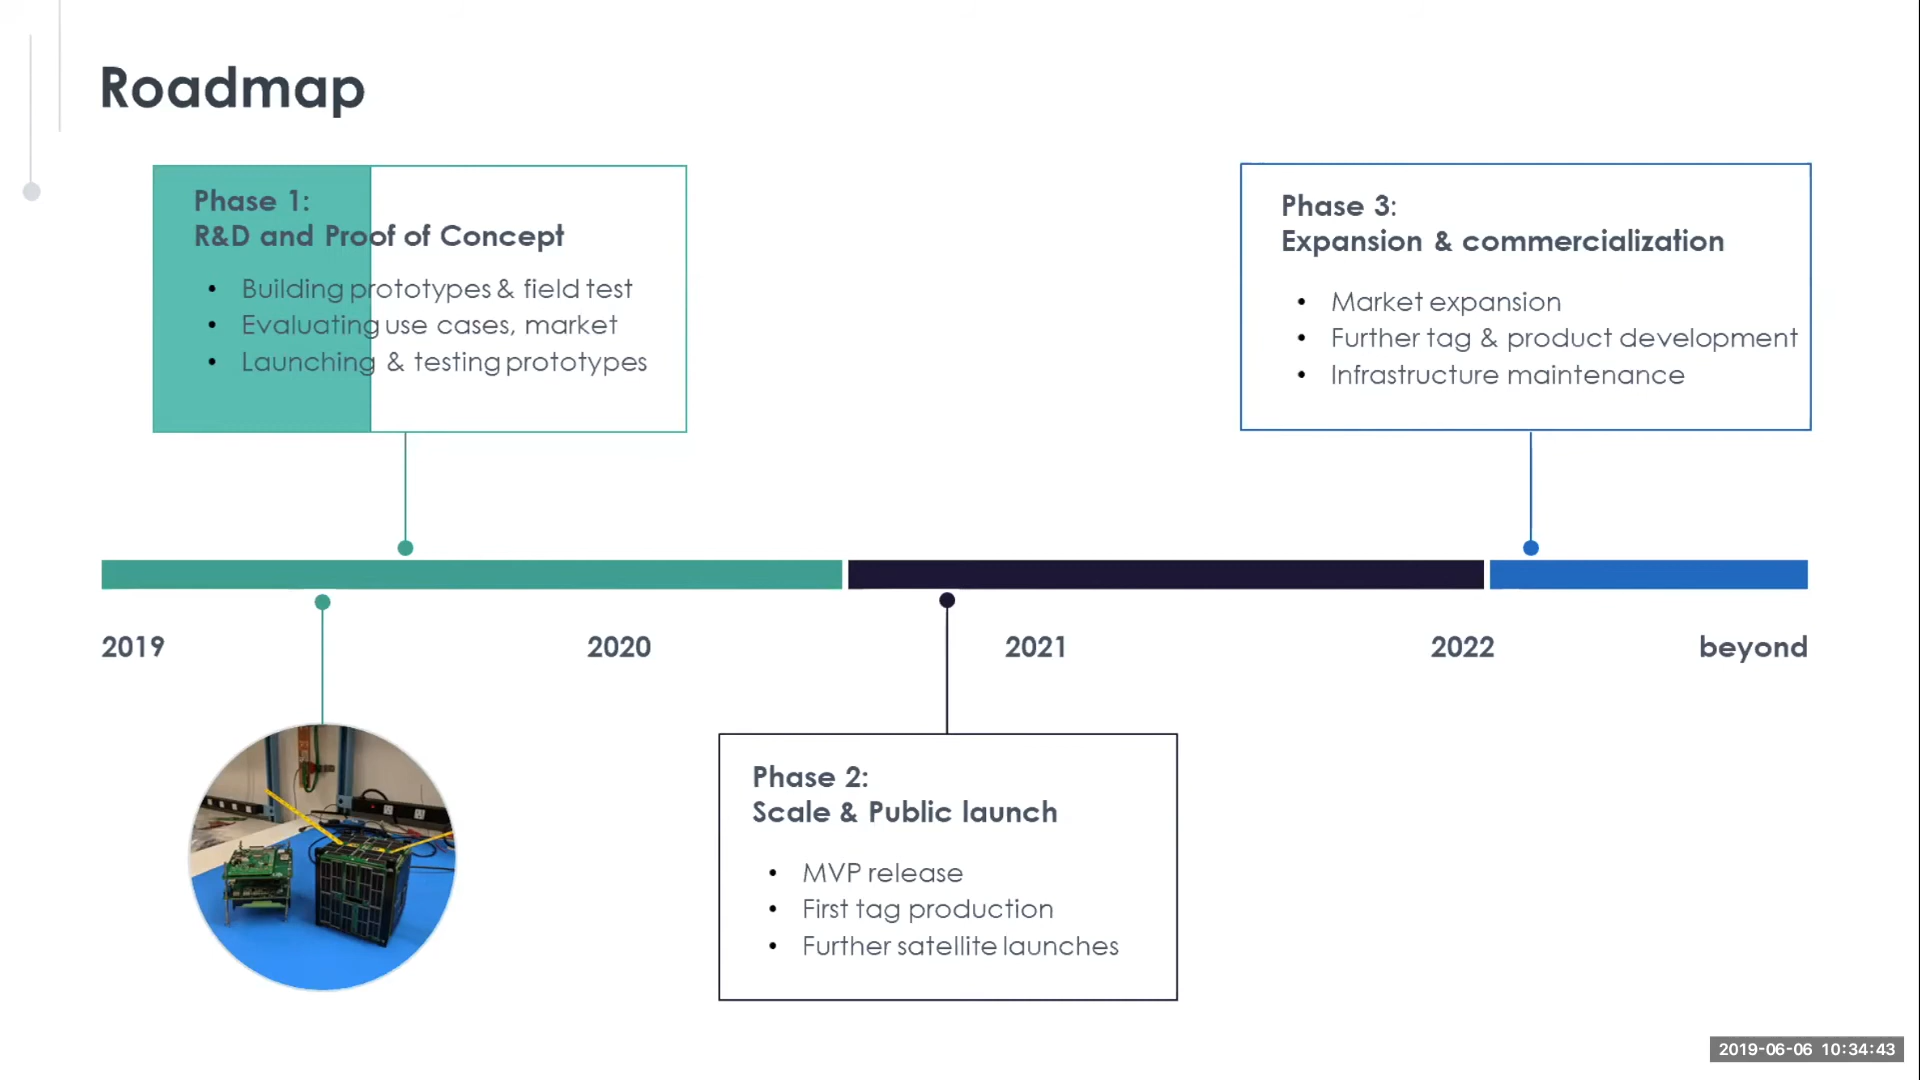 Roadmap
Phase 1:
R&D and Proof of Concept
• Building prototypes & field test
• Evaluating use cases, market
• Launching & testing prototypes
Phase 3:
Expansion & commercialization
• Market expansion
• Further tag & product development
• Infrastructure maintenance
2019 2020 2021 2022 beyond
Phase 2:
Scale & Public launch
• MVP release
• First tag production
• Further satellite launches
2019-06-06 10:34:43